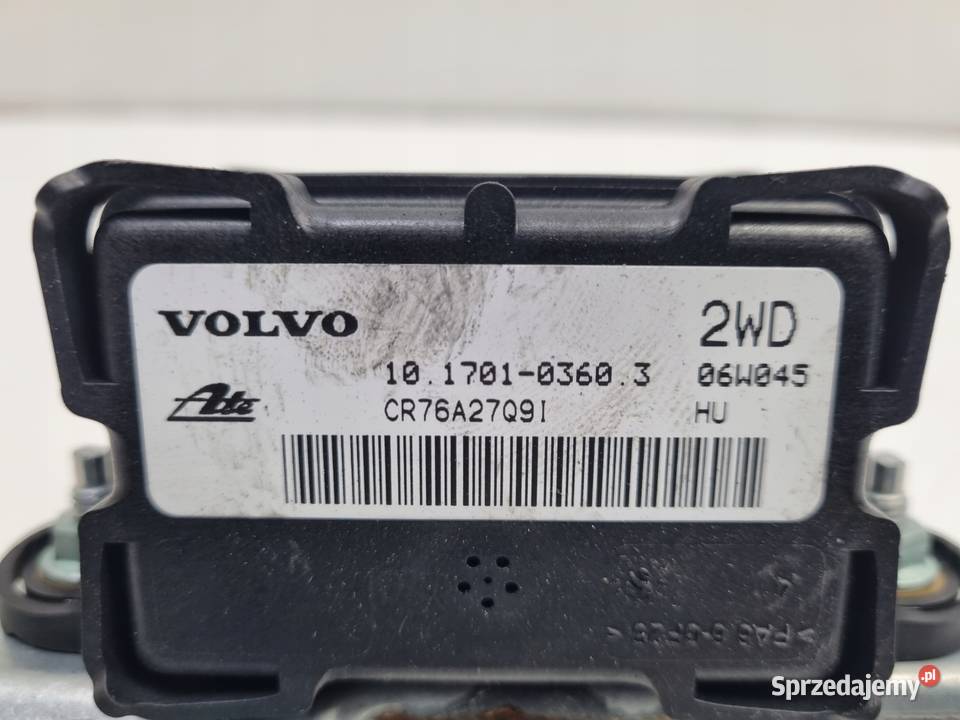 VOLVO 2WD
10.1701-0360.3 06W045
Ate CR76A27Q9I HU
Sprzedajemy.pl